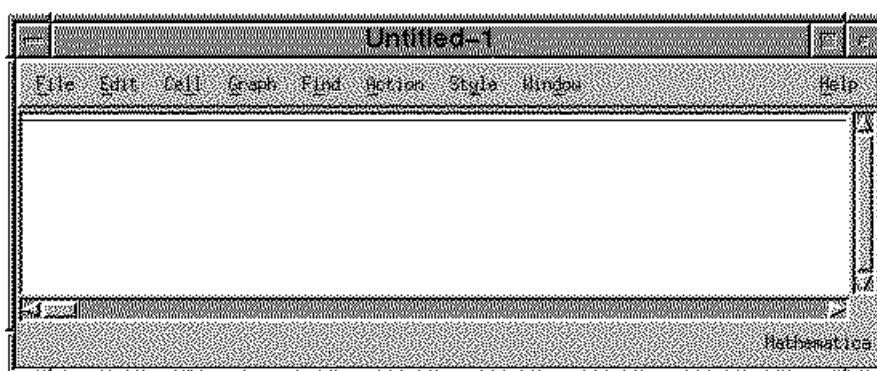 Untitled-1
File Edit Cell Graph Find Action Style Window Help
Mathematica